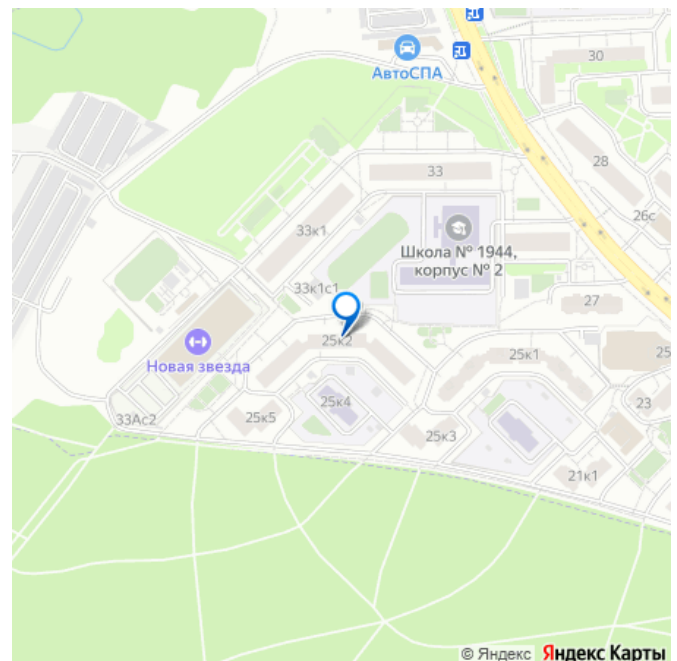 30
АвтоСПА
28
33
26с
33к1
Школа № 1944,
корпус № 2
33к1с1
27
25к2
25к1
25
Новая звезда
25к4
23
33Ас2
25к5
25к3
21к1
© Яндекс Яндекс Карты